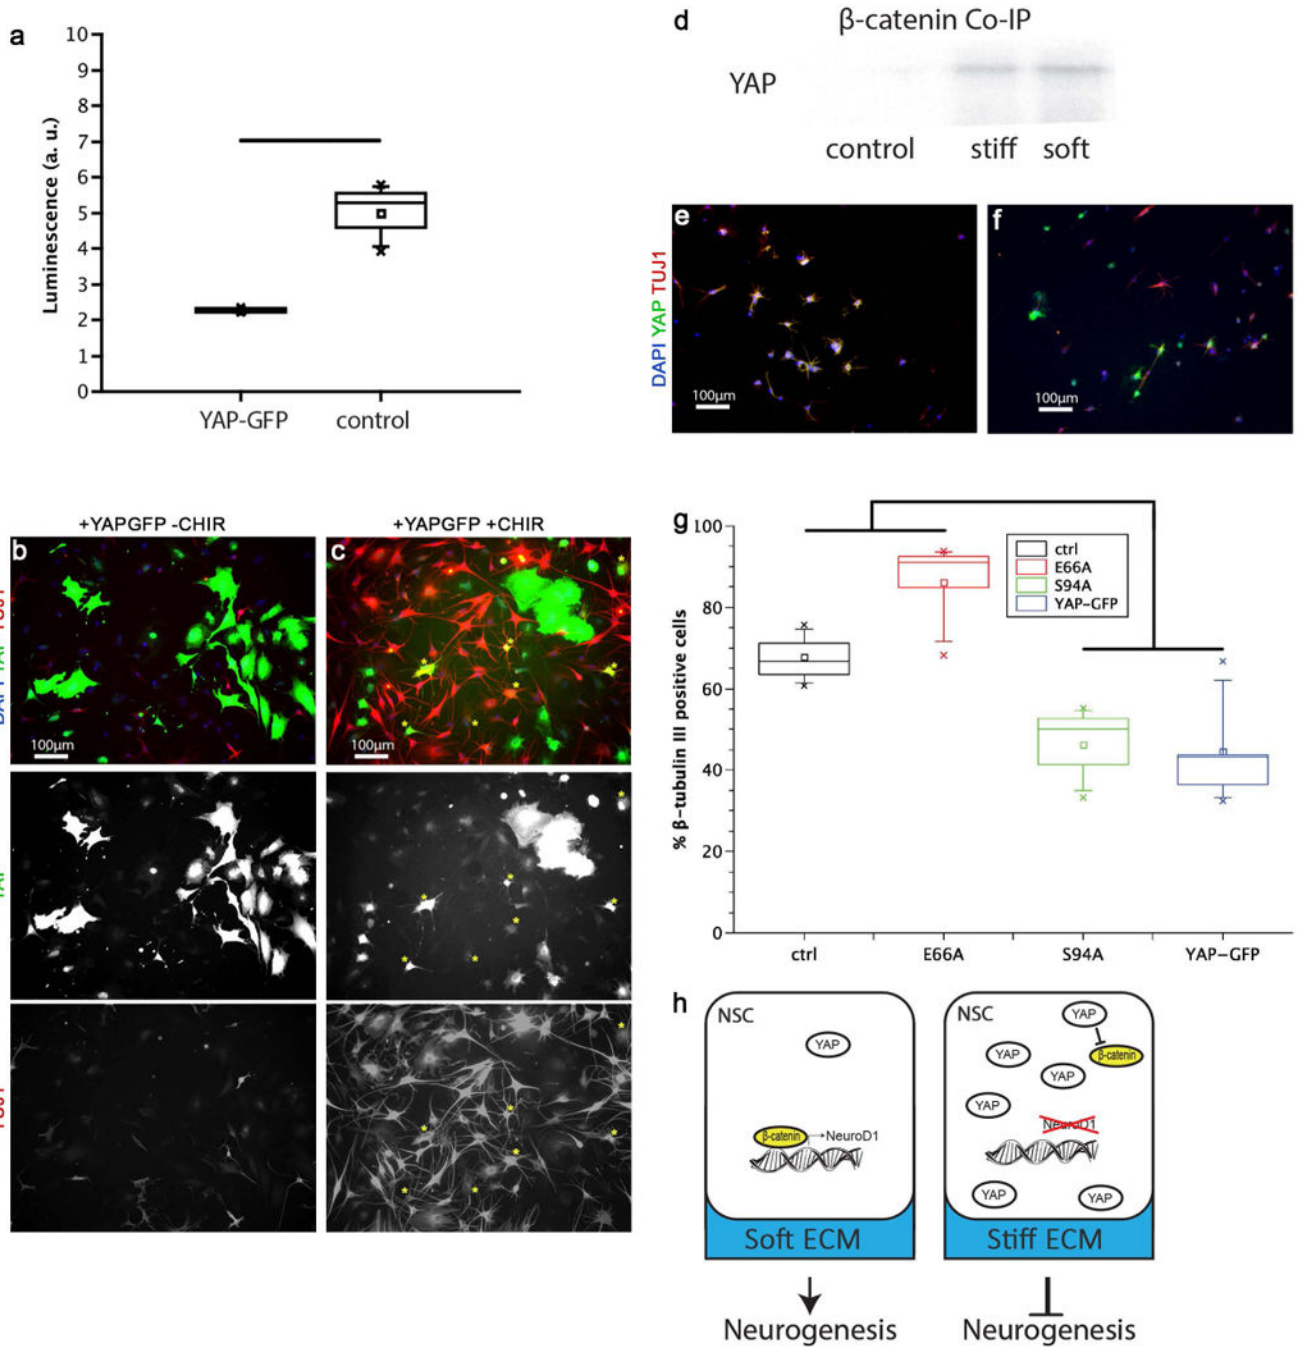 a
10
9
8
7
6
5
4
3
2
1
0
Luminescence (a. u.)
YAP-GFP control
d
β-catenin Co-IP
YAP
control stiff soft
DAPI YAP TUJ1
e
100µm
f
100µm
+YAPGFP -CHIR
+YAPGFP +CHIR
b
100µm
c
100µm
g
100
80
60
40
20
0
% β-tubulin III positive cells
ctrl
E66A
S94A
YAP-GFP
ctrl E66A S94A YAP-GFP
h
NSC
YAP
β-catenin NeuroD1
Soft ECM
Neurogenesis
NSC
YAP
β-catenin
YAP
YAP
YAP
NeuroD1
YAP
YAP
Stiff ECM
Neurogenesis